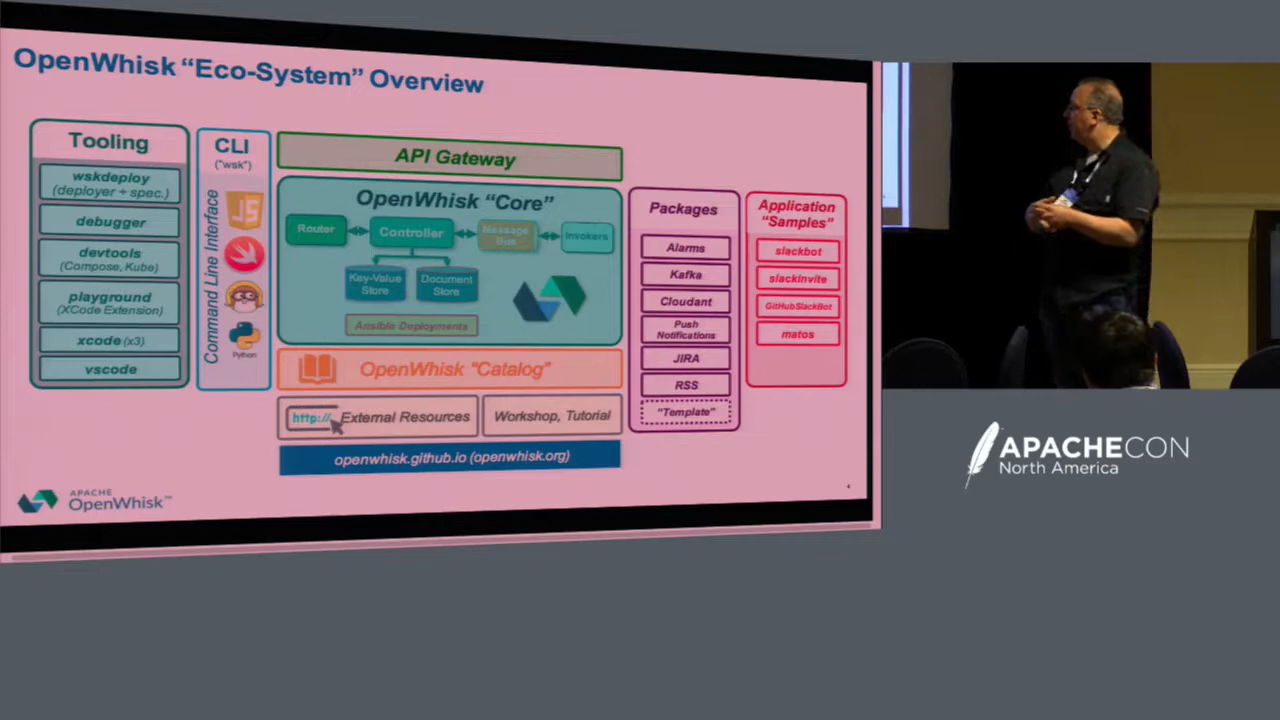 OpenWhisk “Eco-System” Overview
Tooling
wskdeploy
(deployer + spec.)
debugger
devtools
(Compose, Kube)
playground
(XCode Extension)
xcode (x3)
vscode
CLI
("wsk")
Command Line Interface
JS
Python
API Gateway
OpenWhisk “Core”
Router
Controller
Message
Bus
Invokers
Key-Value
Store
Document
Store
Ansible Deployments
OpenWhisk “Catalog”
http://
External Resources
Workshop, Tutorial
openwhisk.github.io (openwhisk.org)
Packages
Alarms
Kafka
Cloudant
Push
Notifications
JIRA
RSS
“Template”
Application
“Samples”
slackbot
slackinvite
GitHubSlackBot
matos
APACHE
OpenWhisk™
4
APACHECON
North America